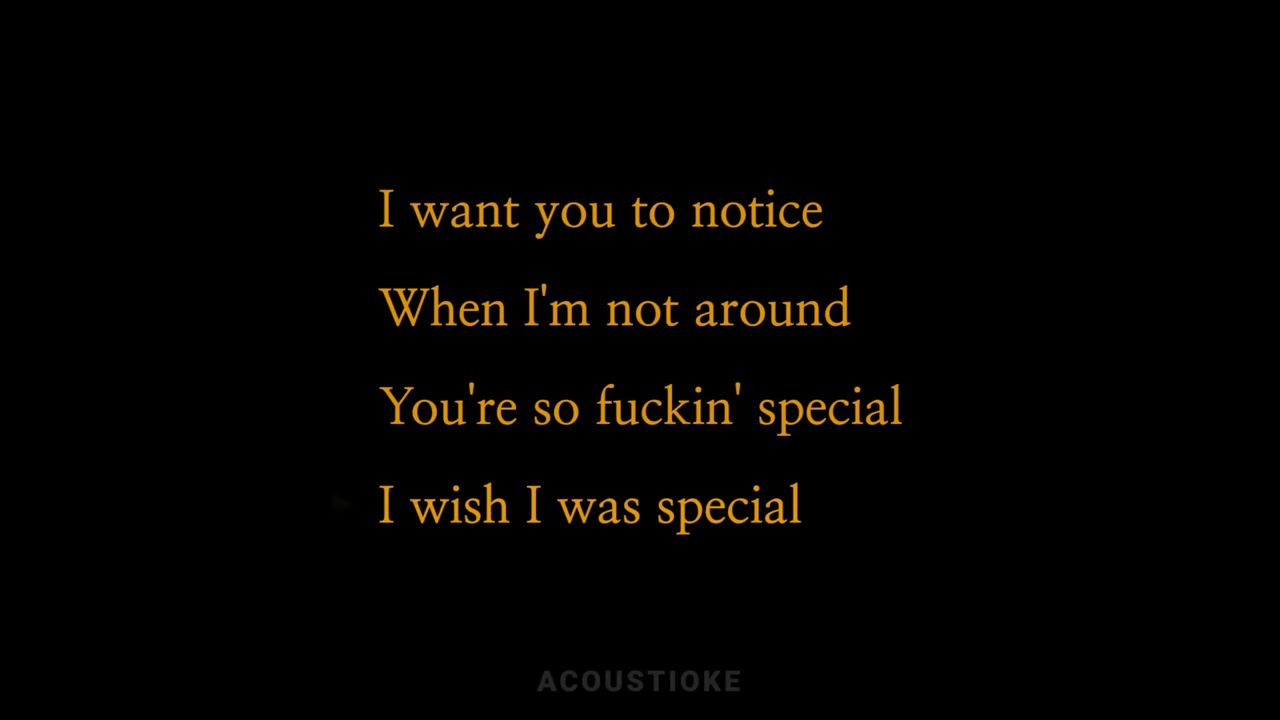 I want you to notice
When I'm not around
You're so fuckin' special
I wish I was special
ACOUSTIOKE